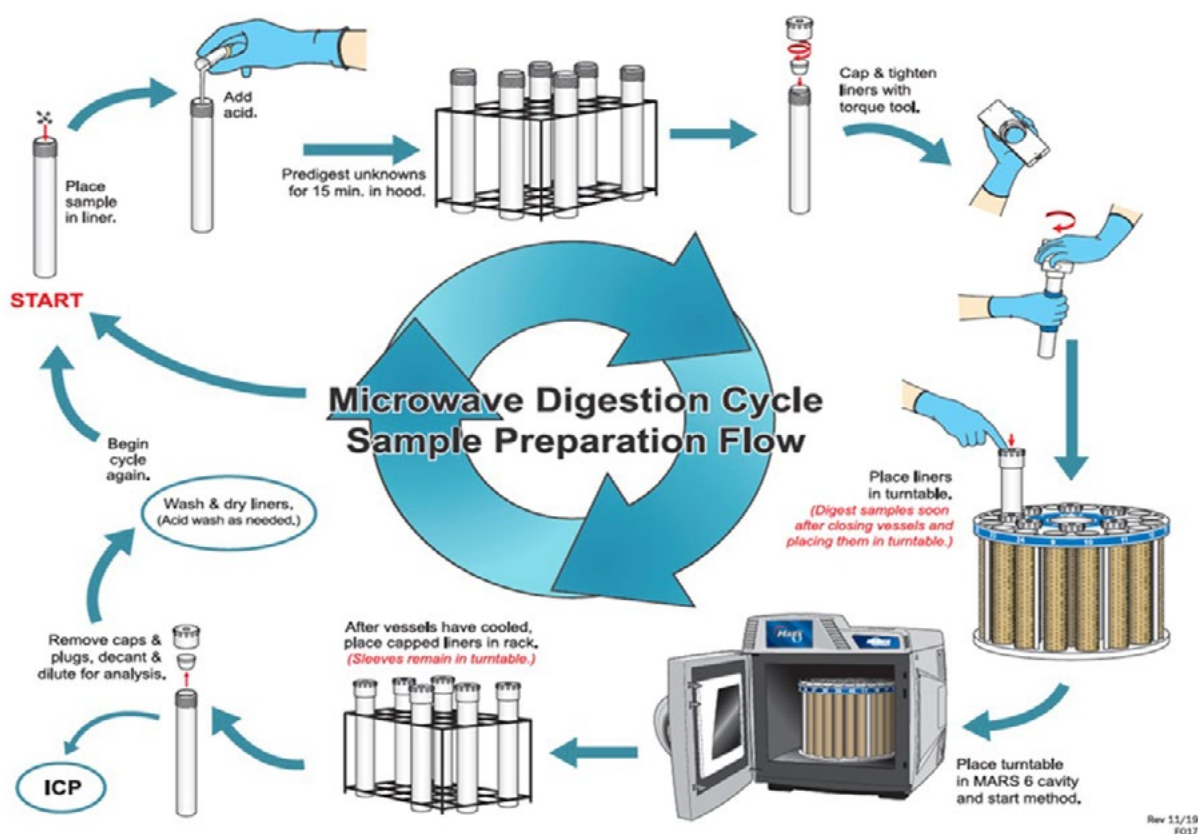 Add
acid.
Place
sample
in liner.
START
Predigest unknowns
for 15 min. in hood.
Cap & tighten
liners with
torque tool.
Microwave Digestion Cycle
Sample Preparation Flow
Place liners
in turntable.
(Digest samples soon
after closing vessels and
placing them in turntable.)
Place turntable
in MARS 6 cavity
and start method.
After vessels have cooled,
place capped liners in rack.
(Sleeves remain in turntable.)
Remove caps &
plugs, decant &
dilute for analysis.
ICP
Wash & dry liners.
(Acid wash as needed.)
Begin
cycle
again.
Rev 11/19